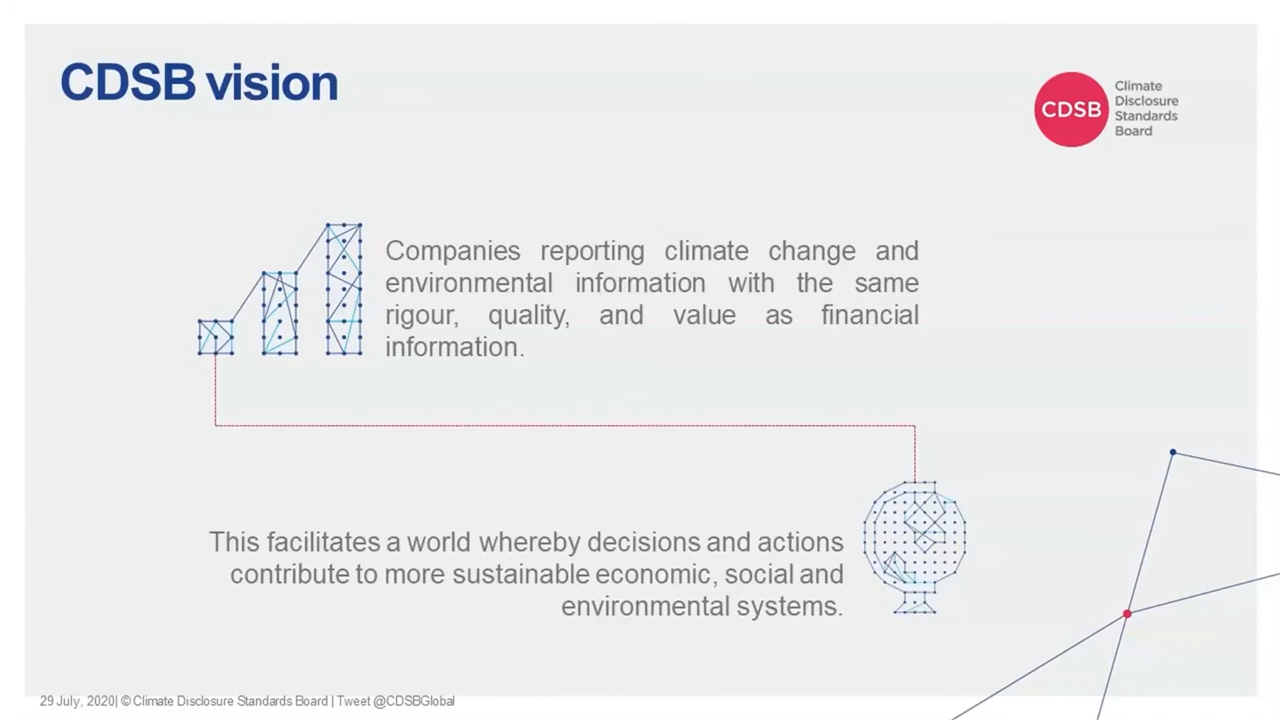 CDSB vision
CDSB
Climate
Disclosure
Standards
Board
Companies reporting climate change and
environmental information with the same
rigour, quality, and value as financial
information.
This facilitates a world whereby decisions and actions
contribute to more sustainable economic, social and
environmental systems.
29 July, 2020| © Climate Disclosure Standards Board | Tweet @CDSBGlobal